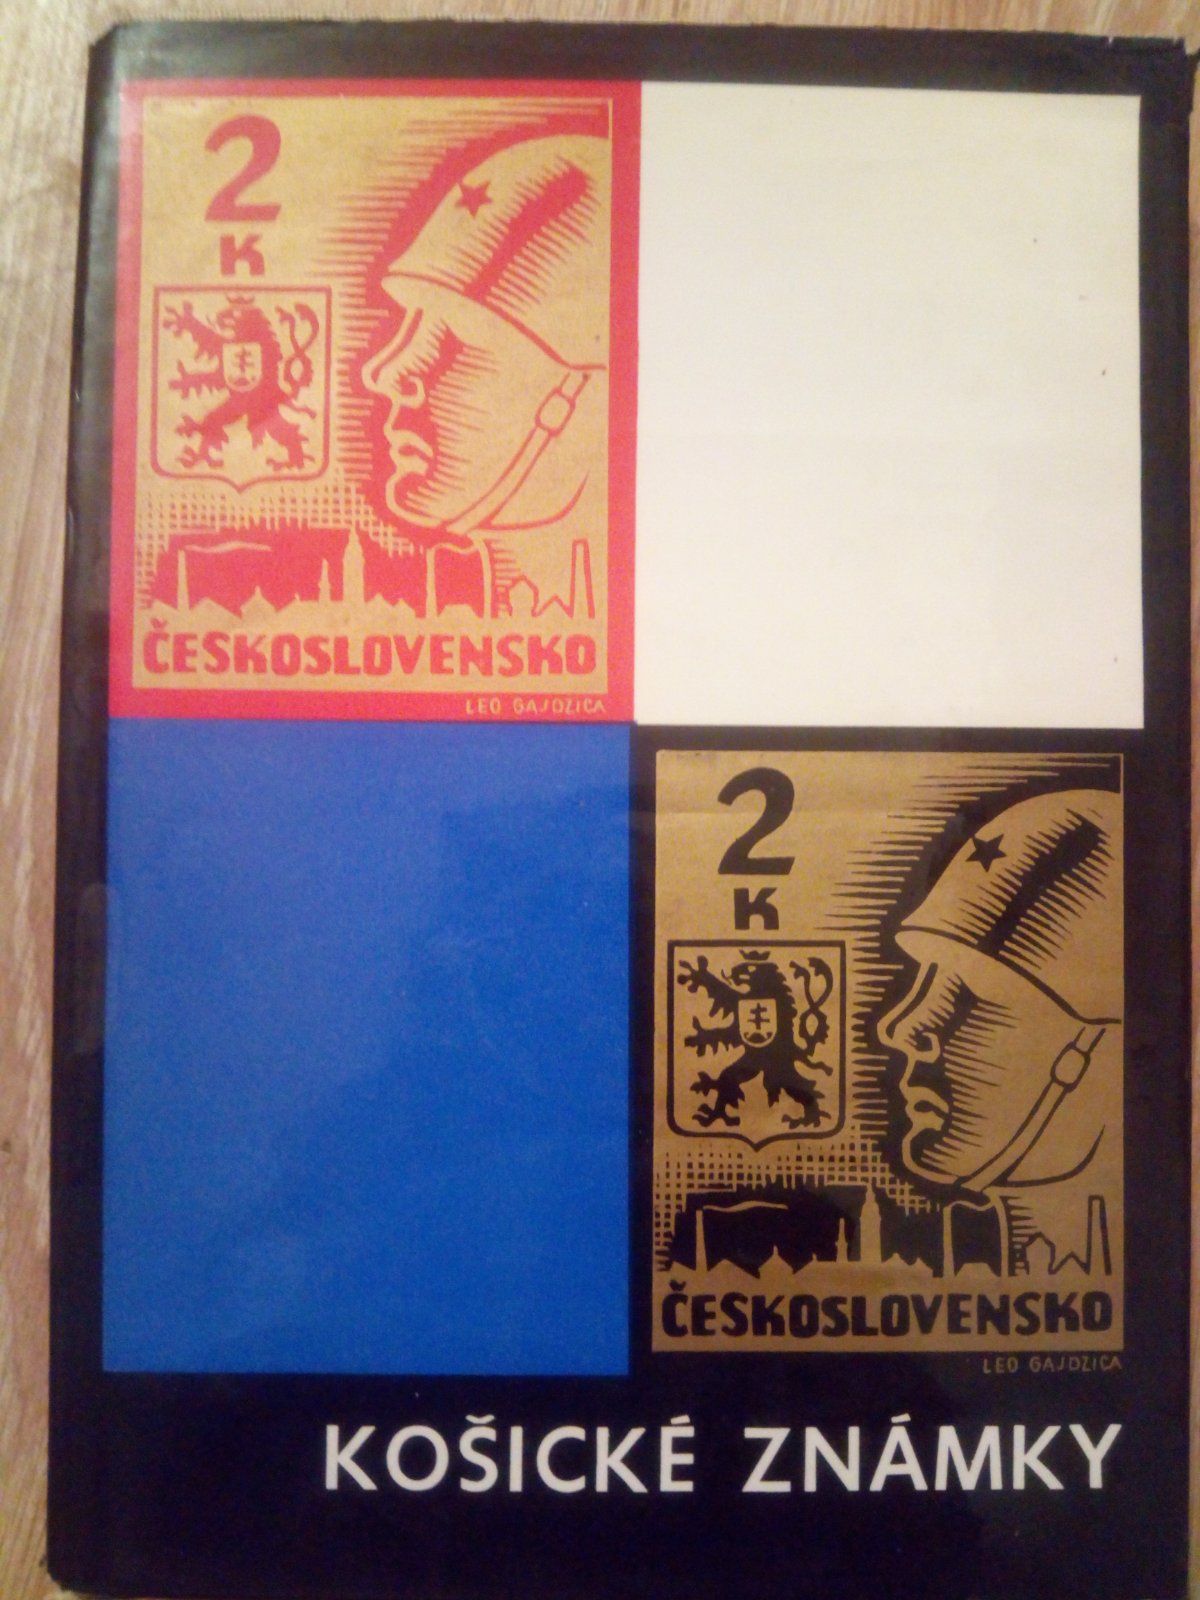 2
K
ČESKOSLOVENSKO
LEO GAJDZICA
2
K
ČESKOSLOVENSKO
LEO GAJDZICA
KOŠICKÉ ZNÁMKY